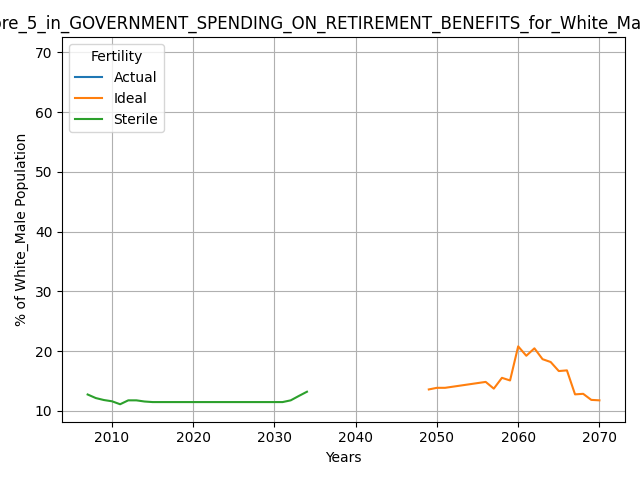 ore_5_in_GOVERNMENT_SPENDING_ON_RETIREMENT_BENEFITS_for_White_Ma
Fertility
Actual
Ideal
Sterile
% of White_Male Population
70
60
50
40
30
20
10
2010 2020 2030 2040 2050 2060 2070
Years